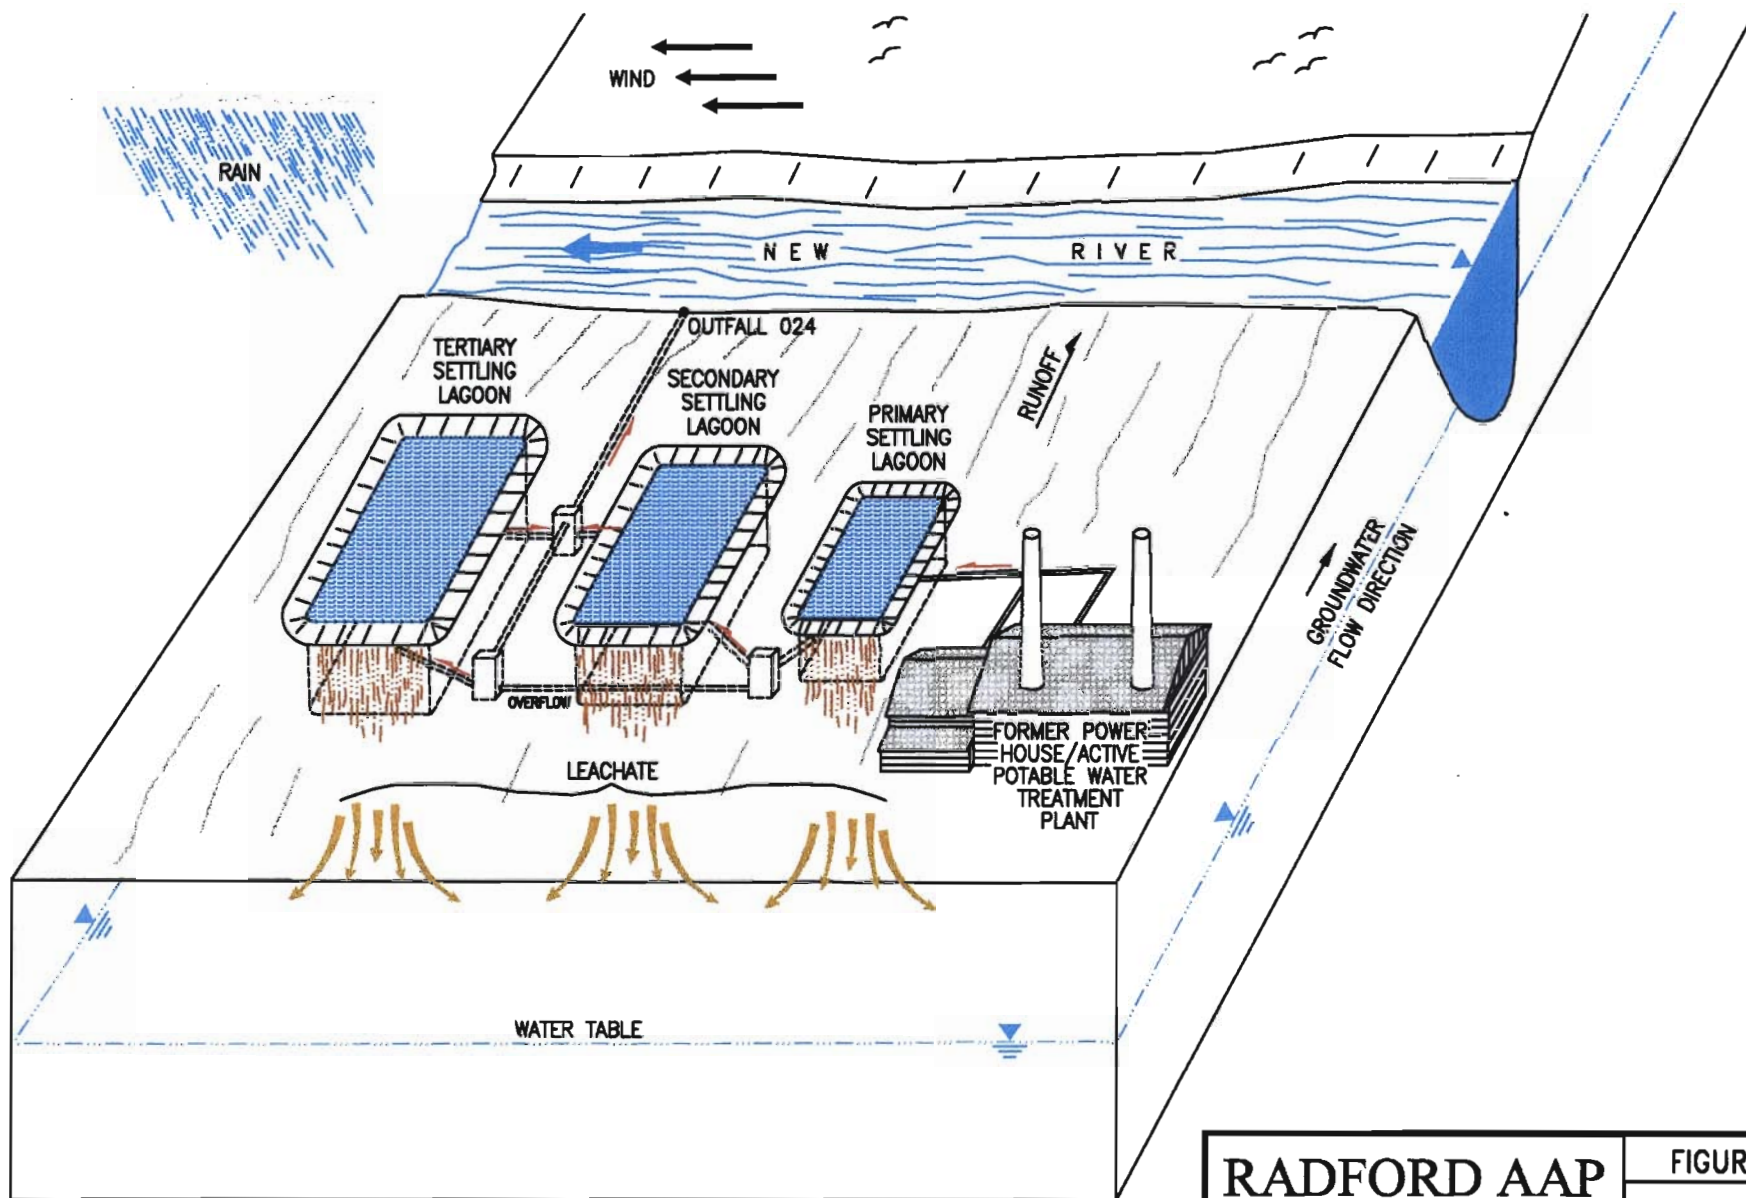 WIND
RAIN
NEW RIVER
OUTFALL 024
TERTIARY
SETTLING
LAGOON
SECONDARY
SETTLING
LAGOON
PRIMARY
SETTLING
LAGOON
RUNOFF
GROUNDWATER
FLOW DIRECTION
OVERFLOW
FORMER POWER
HOUSE/ACTIVE
POTABLE WATER
TREATMENT
PLANT
LEACHATE
WATER TABLE
RADFORD AAP
FIGUR